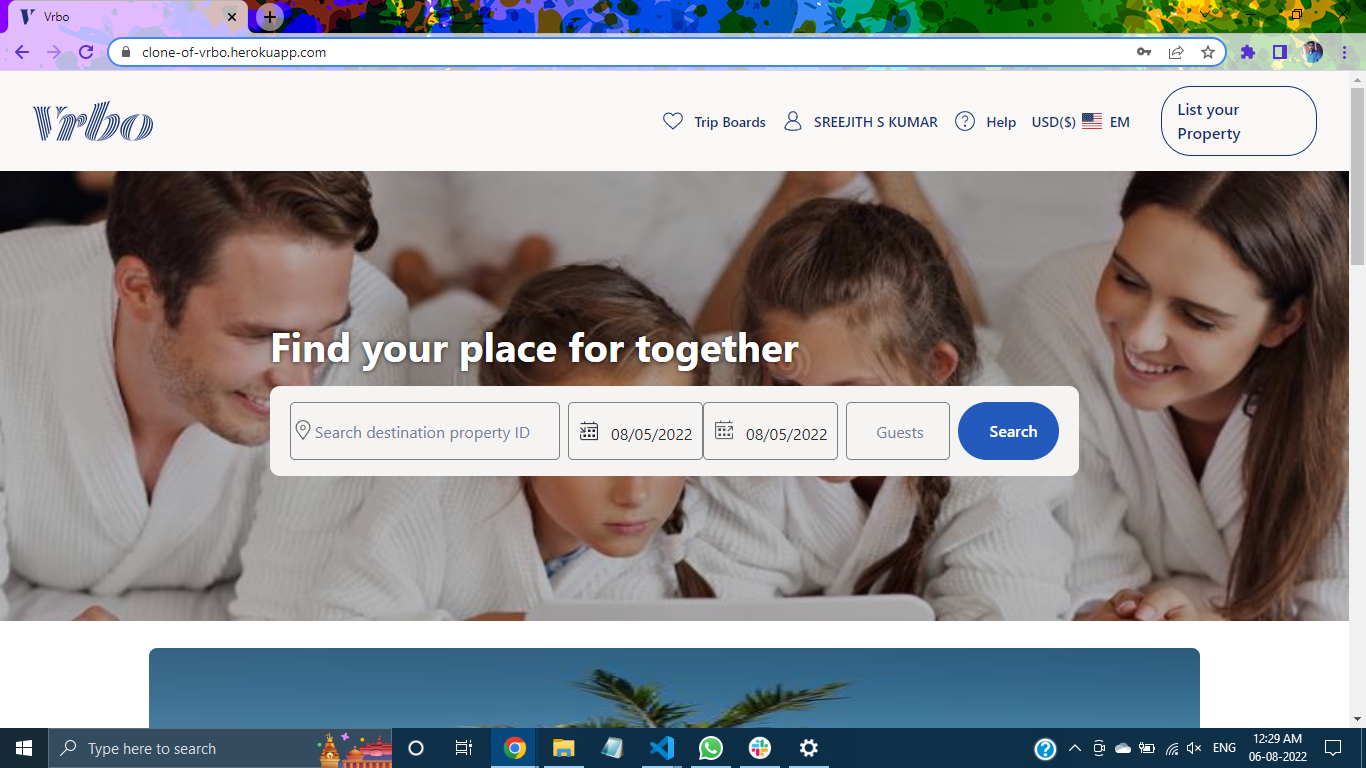 Vrbo
clone-of-vrbo.herokuapp.com
Vrbo
Trip Boards
SREEJITH S KUMAR
Help
USD($)
EM
List your
Property
Find your place for together
Search destination property ID
08/05/2022
08/05/2022
Guests
Search
Type here to search
ENG
12:29 AM
06-08-2022